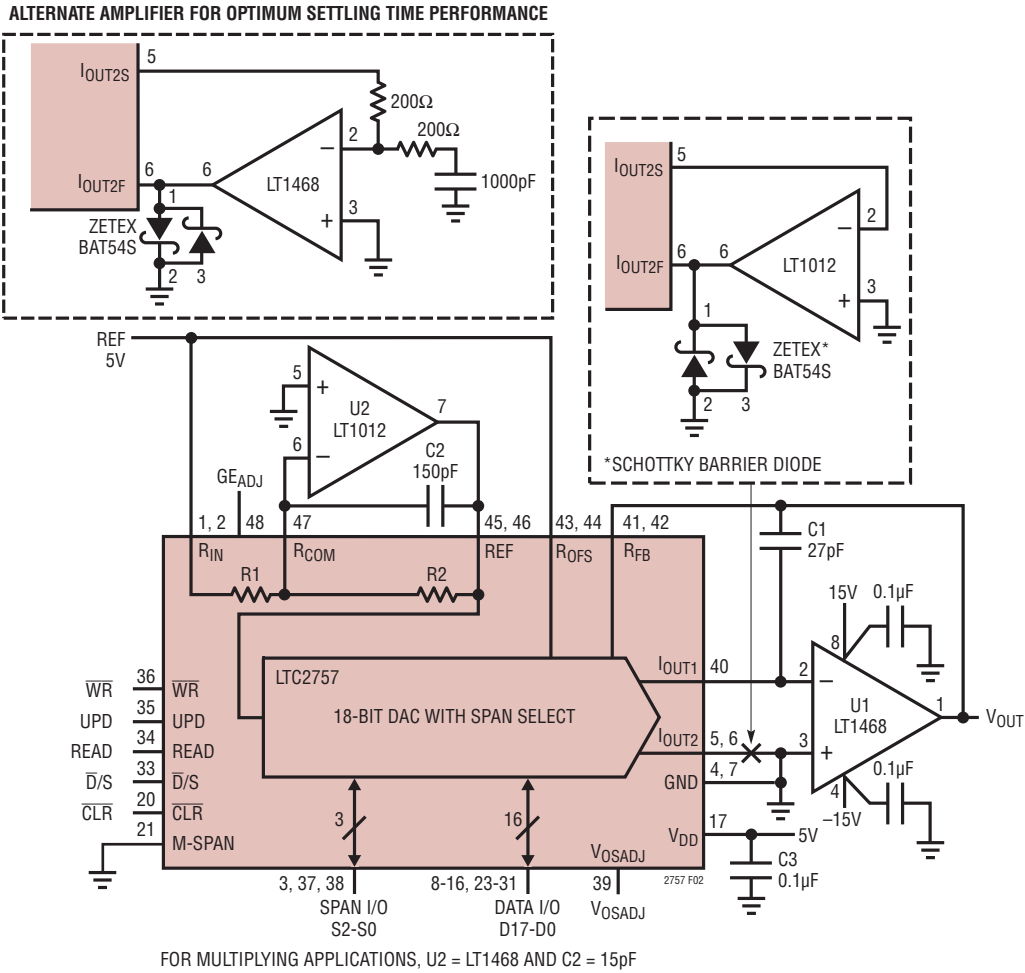 ALTERNATE AMPLIFIER FOR OPTIMUM SETTLING TIME PERFORMANCE
5
IOUT2S
200Ω
200Ω
2
–
1000pF
LT1468
IOUT2F
6
6
3
+
1
ZETEX
BAT54S
2
3
5
IOUT2S
2
–
LT1012
IOUT2F
6
6
3
+
1
ZETEX*
BAT54S
2
3
*SCHOTTKY BARRIER DIODE
REF
5V
5
+
U2
LT1012
7
6
–
C2
150pF
GEADJ
1, 2
48
47
45, 46
43, 44
41, 42
RIN
RCOM
REF
ROFS
RFB
C1
27pF
R1
R2
15V
0.1µF
8
LTC2757
18-BIT DAC WITH SPAN SELECT
IOUT1
40
2
–
U1
LT1468
1
VOUT
IOUT2
5, 6
3
+
GND
4, 7
0.1µF
4
–15V
WR
36
WR
UPD
35
UPD
READ
34
READ
D/S
33
D/S
CLR
20
CLR
21
M-SPAN
3
16
VDD
17
5V
VOSADJ
C3
0.1µF
2757 F02
3, 37, 38
8-16, 23-31
39
SPAN I/O
S2-S0
DATA I/O
D17-D0
VOSADJ
FOR MULTIPLYING APPLICATIONS, U2 = LT1468 AND C2 = 15pF